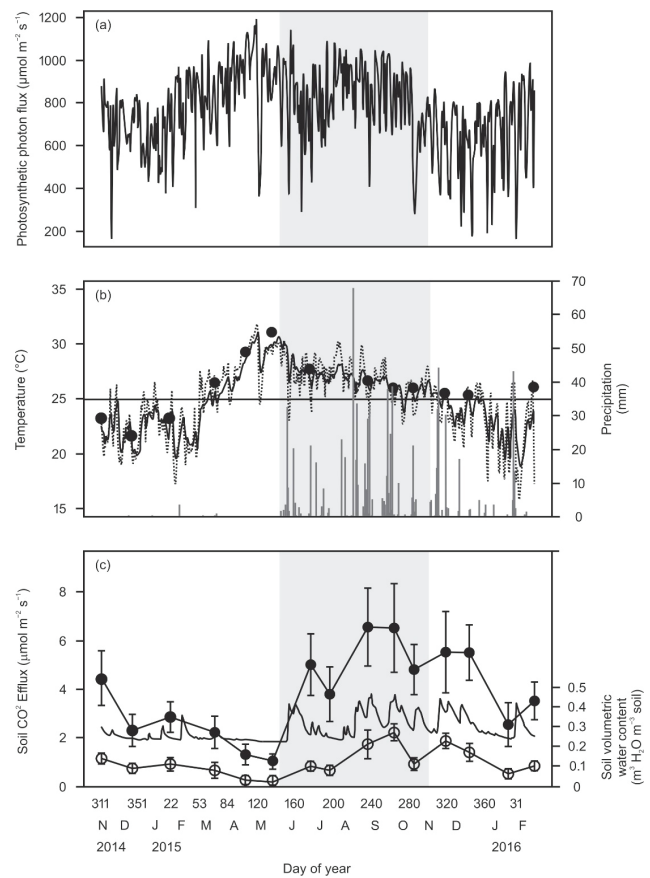 (a)
1200
1000
800
600
400
200
Photosynthetic photon flux (μmol m⁻² s⁻¹)
(b)
35
30
25
20
15
Temperature (°C)
70
60
50
40
30
20
10
0
Precipitation
(mm)
(c)
8
6
4
2
0
Soil CO² Efflux (μmol m⁻² s⁻¹)
0.5
0.4
0.3
0.2
0.1
0
Soil volumetric
water content
(m³ H₂O m⁻³ soil)
311 351 22 53 84 120 160 200 240 280 320 360 31
N D J F M A M J J A S O N D J F
2014 2015 2016
Day of year